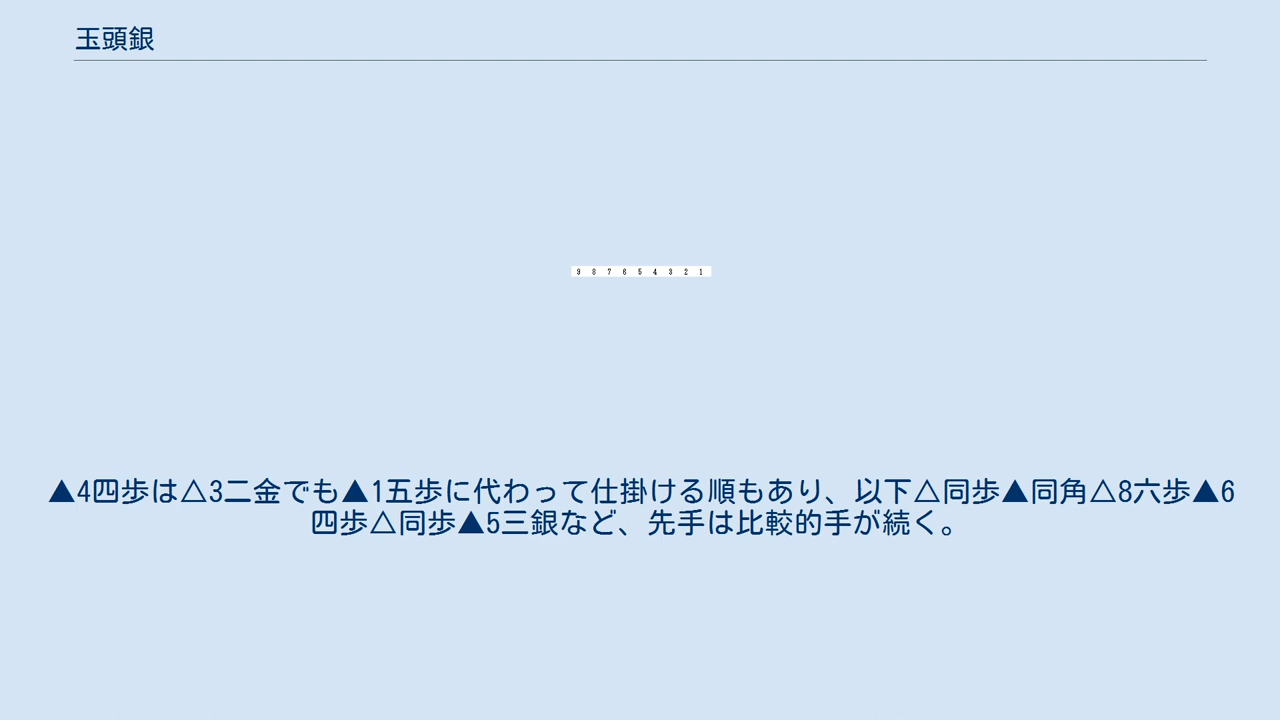 玉頭銀
9 8 7 6 5 4 3 2 1
▲4四歩は△3二金でも▲1五歩に代わって仕掛ける順もあり、以下△同歩▲同角△8六歩▲6
四歩△同歩▲5三銀など、先手は比較的手が続く。